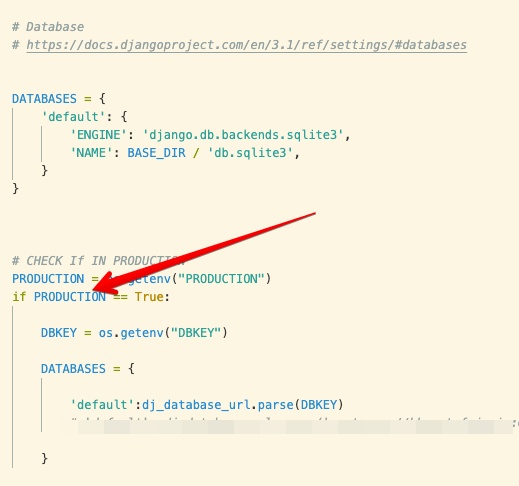 # Database
# https://docs.djangoproject.com/en/3.1/ref/settings/#databases
DATABASES = {
'default': {
'ENGINE': 'django.db.backends.sqlite3',
'NAME': BASE_DIR / 'db.sqlite3',
}
}
# CHECK If IN PRODUCTION
PRODUCTION = os.getenv("PRODUCTION")
if PRODUCTION == True:
DBKEY = os.getenv("DBKEY")
DATABASES = {
'default':dj_database_url.parse(DBKEY)
}